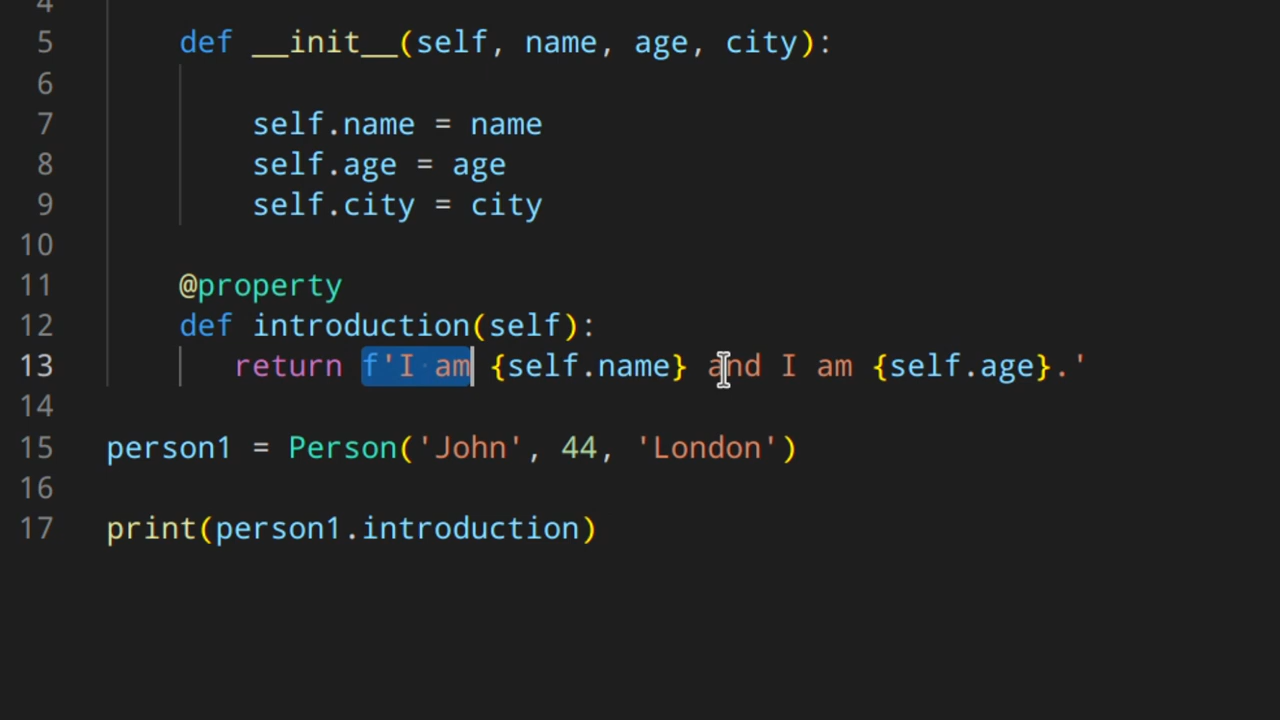 4
5 def __init__(self, name, age, city):
6
7 self.name = name
8 self.age = age
9 self.city = city
10
11 @property
12 def introduction(self):
13 return f'I am {self.name} and I am {self.age}.'
14
15 person1 = Person('John', 44, 'London')
16
17 print(person1.introduction)